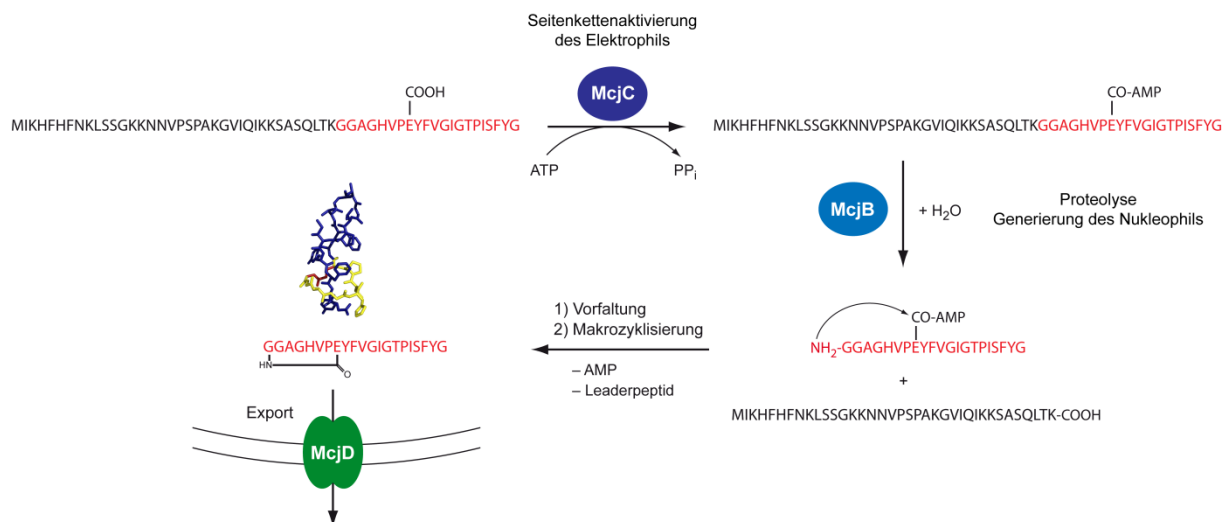 Seitenkettenaktivierung
des Elektrophils
McjC
COOH
MIKHFHFNKLSSGKKNNVPSPAKGVIQIKKSASQLTKGGAGHVPEYFVGIGTPISFYG
ATP
PPi
CO-AMP
MIKHFHFNKLSSGKKNNVPSPAKGVIQIKKSASQLTKGGAGHVPEYFVGIGTPISFYG
McjB
+ H2O
Proteolyse
Generierung des Nukleophils
CO-AMP
NH2-GGAGHVPEYFVGIGTPISFYG
+
MIKHFHFNKLSSGKKNNVPSPAKGVIQIKKSASQLTK-COOH
1) Vorfaltung
2) Makrozyklisierung
– AMP
– Leaderpeptid
GGAGHVPEYFVGIGTPISFYG
HN
O
Export
McjD